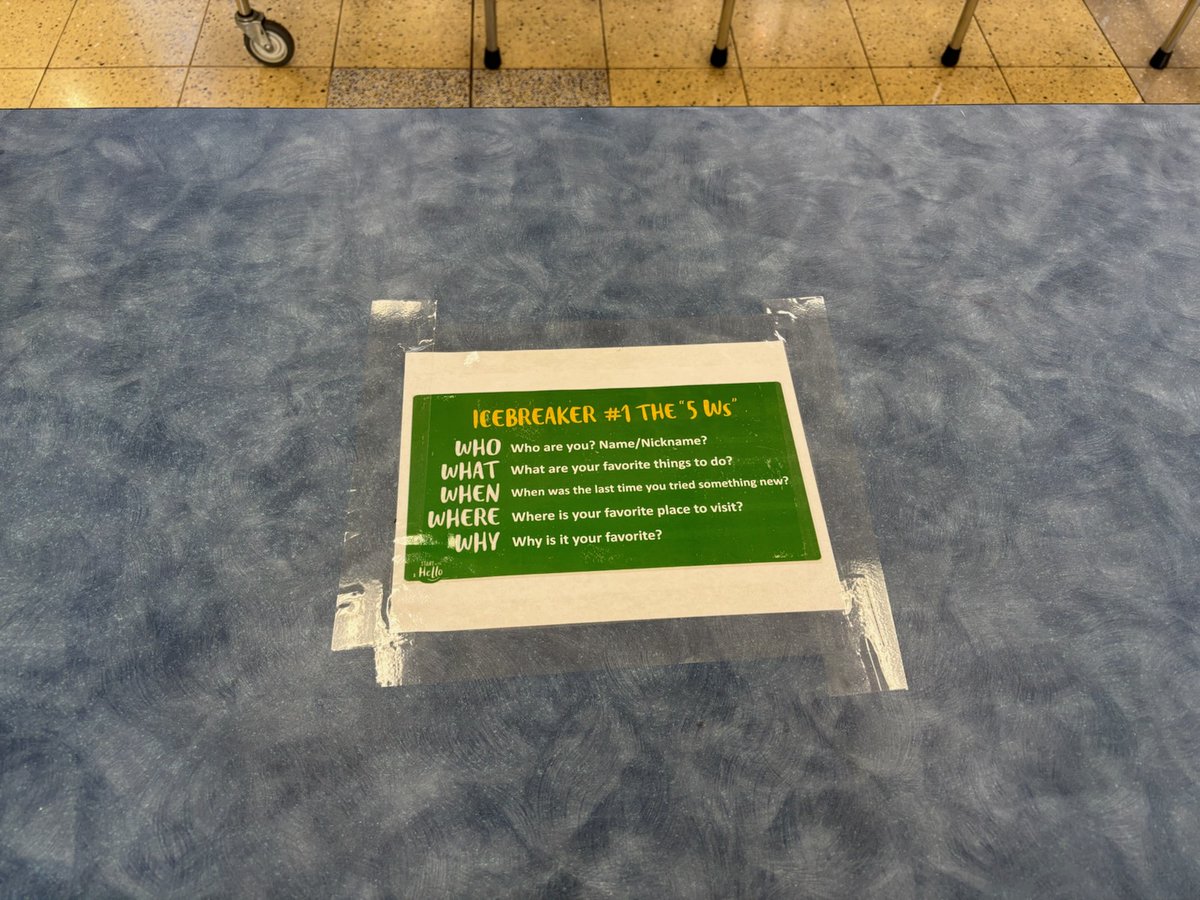 ICEBREAKER #1 THE "5 Ws"
WHO Who are you? Name/Nickname?
WHAT What are your favorite things to do?
WHEN When was the last time you tried something new?
WHERE Where is your favorite place to visit?
WHY Why is it your favorite?
START
Hello